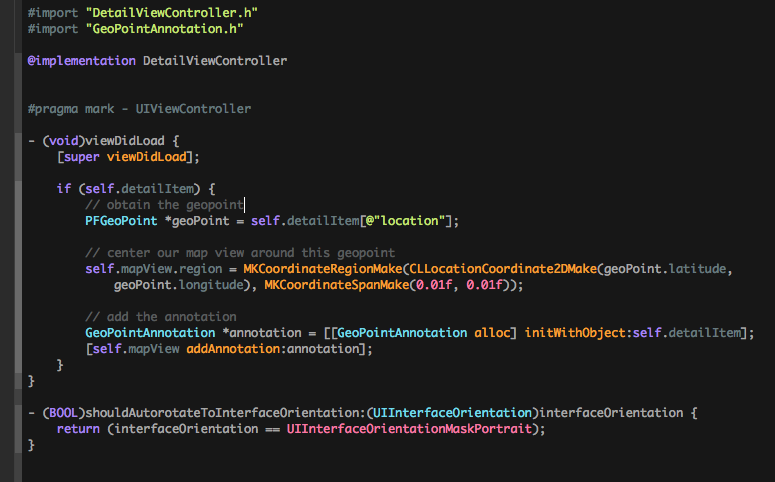 #import "DetailViewController.h"
#import "GeoPointAnnotation.h"
@implementation DetailViewController
#pragma mark - UIViewController
- (void)viewDidLoad {
[super viewDidLoad];
if (self.detailItem) {
// obtain the geopoint
PFGeoPoint *geoPoint = self.detailItem[@"location"];
// center our map view around this geopoint
self.mapView.region = MKCoordinateRegionMake(CLLocationCoordinate2DMake(geoPoint.latitude,
geoPoint.longitude), MKCoordinateSpanMake(0.01f, 0.01f));
// add the annotation
GeoPointAnnotation *annotation = [[GeoPointAnnotation alloc] initWithObject:self.detailItem];
[self.mapView addAnnotation:annotation];
}
}
- (BOOL)shouldAutorotateToInterfaceOrientation:(UIInterfaceOrientation)interfaceOrientation {
return (interfaceOrientation == UIInterfaceOrientationMaskPortrait);
}